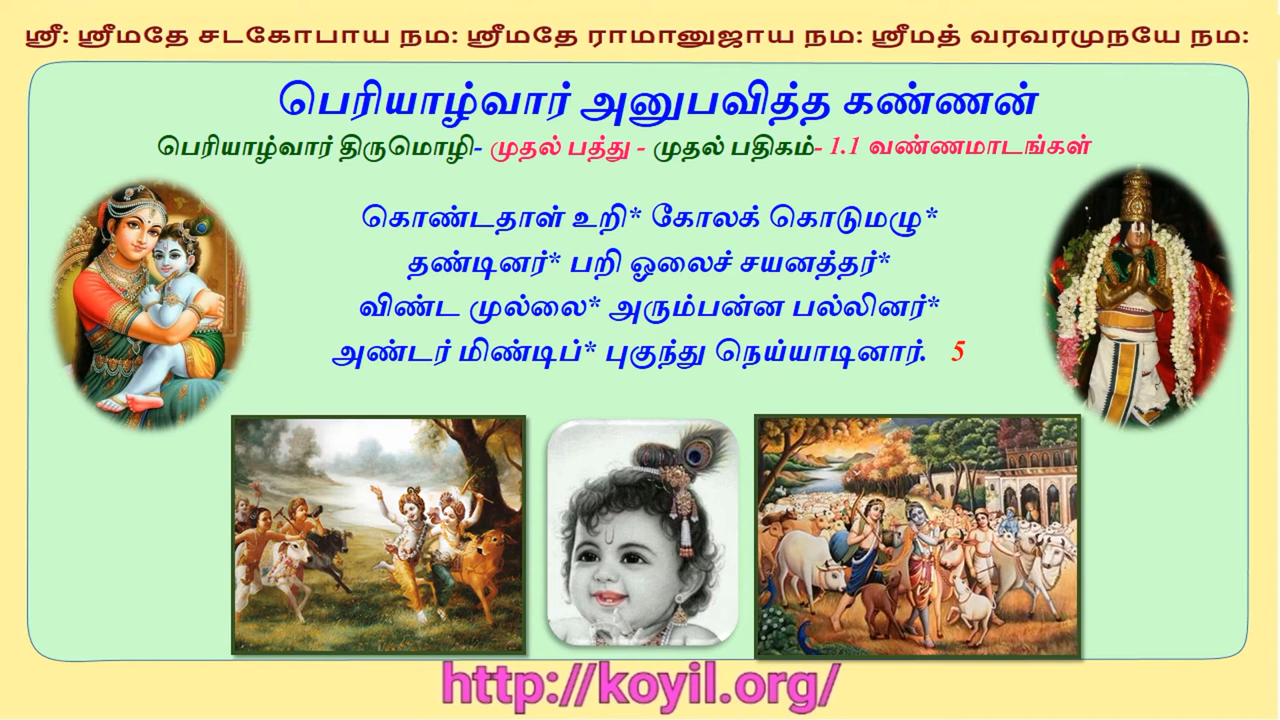 ஸ்ரீ: ஸ்ரீமதே சடகோபாய நம: ஸ்ரீமதே ராமானுஜாய நம: ஸ்ரீமத் வரவரமுநயே நம:
பெரியாழ்வார் அனுபவித்த கண்ணன்
பெரியாழ்வார் திருமொழி- முதல் பத்து - முதல் பதிகம்- 1.1 வண்ணமாடங்கள்
கொண்டதாள் உறி* கோலக் கொடுமழு*
தண்டினர்* பறி ஓலைச் சயனத்தர்*
விண்ட முல்லை* அரும்பன்ன பல்லினர்*
அண்டர் மிண்டிப்* புகுந்து நெய்யாடினார். 5
http://koyil.org/